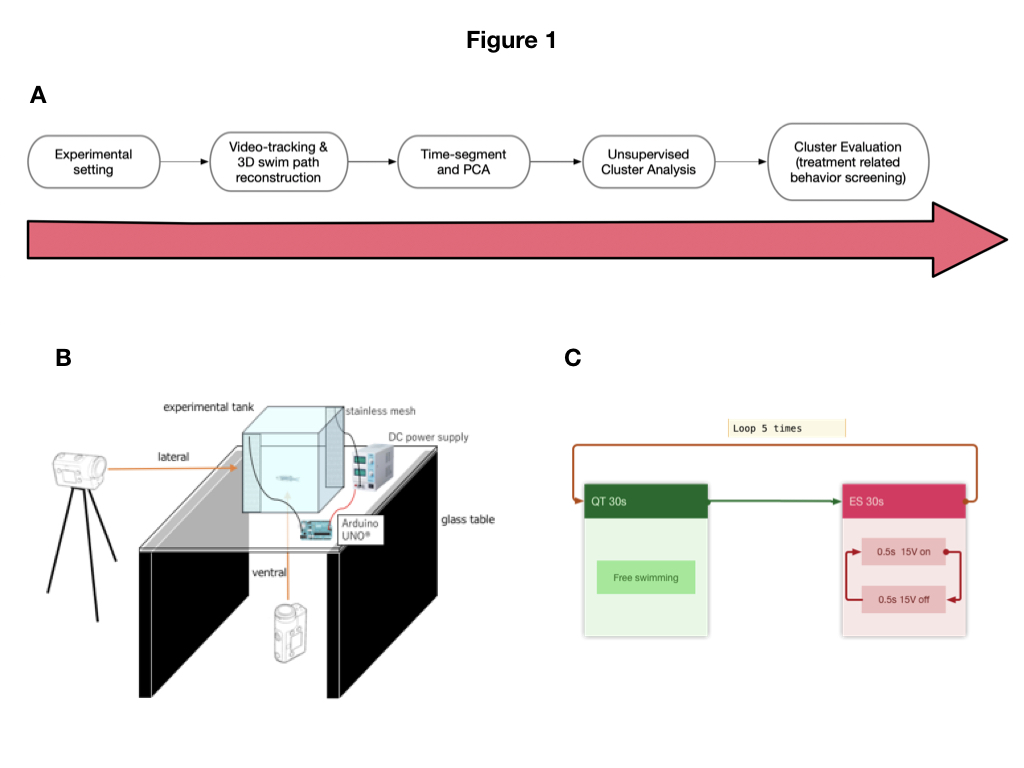 Figure 1
A
Experimental
setting
Video-tracking &
3D swim path
reconstruction
Time-segment
and PCA
Unsupervised
Cluster Analysis
Cluster Evaluation
(treatment related
behavior screening)
B
experimental tank
stainless mesh
DC power supply
lateral
Arduino
UNO®
glass table
ventral
C
Loop 5 times
QT 30s
ES 30s
Free swimming
0.5s 15V on
0.5s 15V off